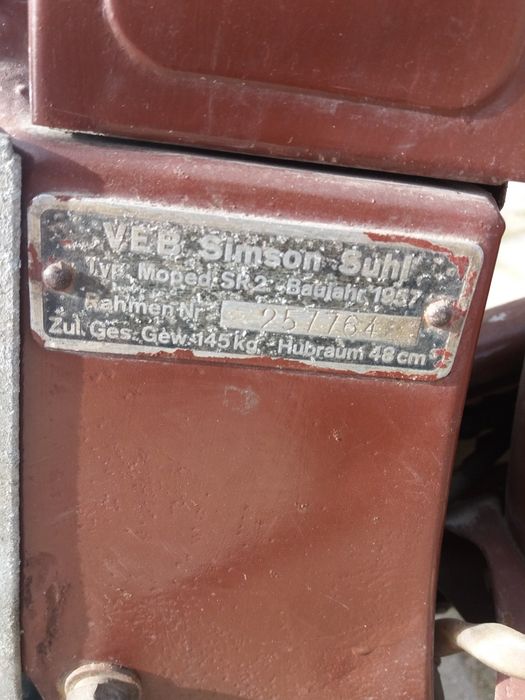 VEB Simson Suhl
Typ Moped SR 2 - Baujahr 1957
Rahmen Nr 257764
Zul. Ges. Gew. 145 kg - Hubraum 48 cm